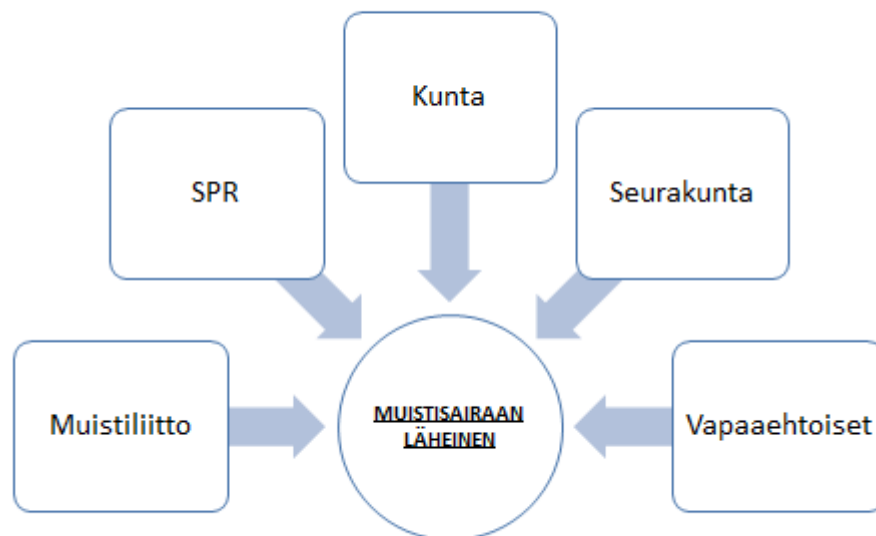 Kunta
SPR
Seurakunta
Muistiliitto
MUISTISAIRAAN
LÄHEINEN
Vapaaehtoiset